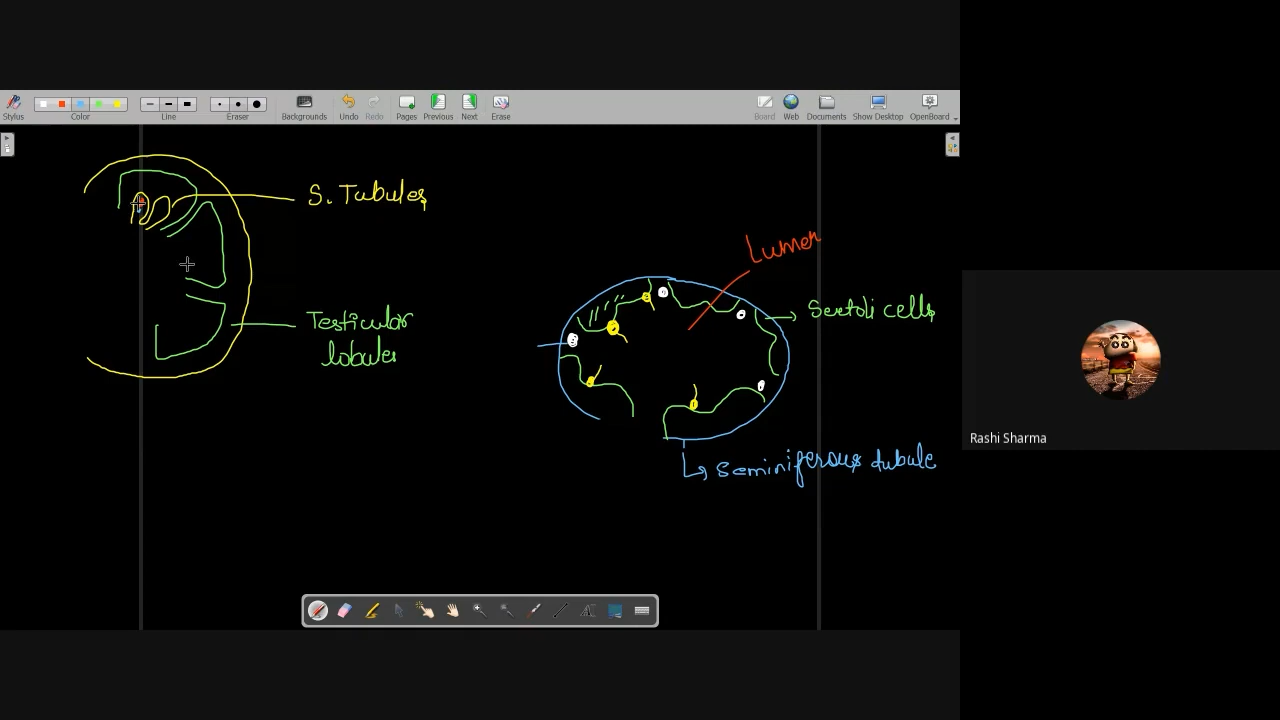 Stylus
Color
Line
Eraser
Backgrounds
Undo
Redo
Pages
Previous
Next
Erase
Board
Web
Documents
Show Desktop
OpenBoard
S. Tubules
Lumen
Testicular
lobules
Sertoli cells
Seminiferous tubule
Rashi Sharma